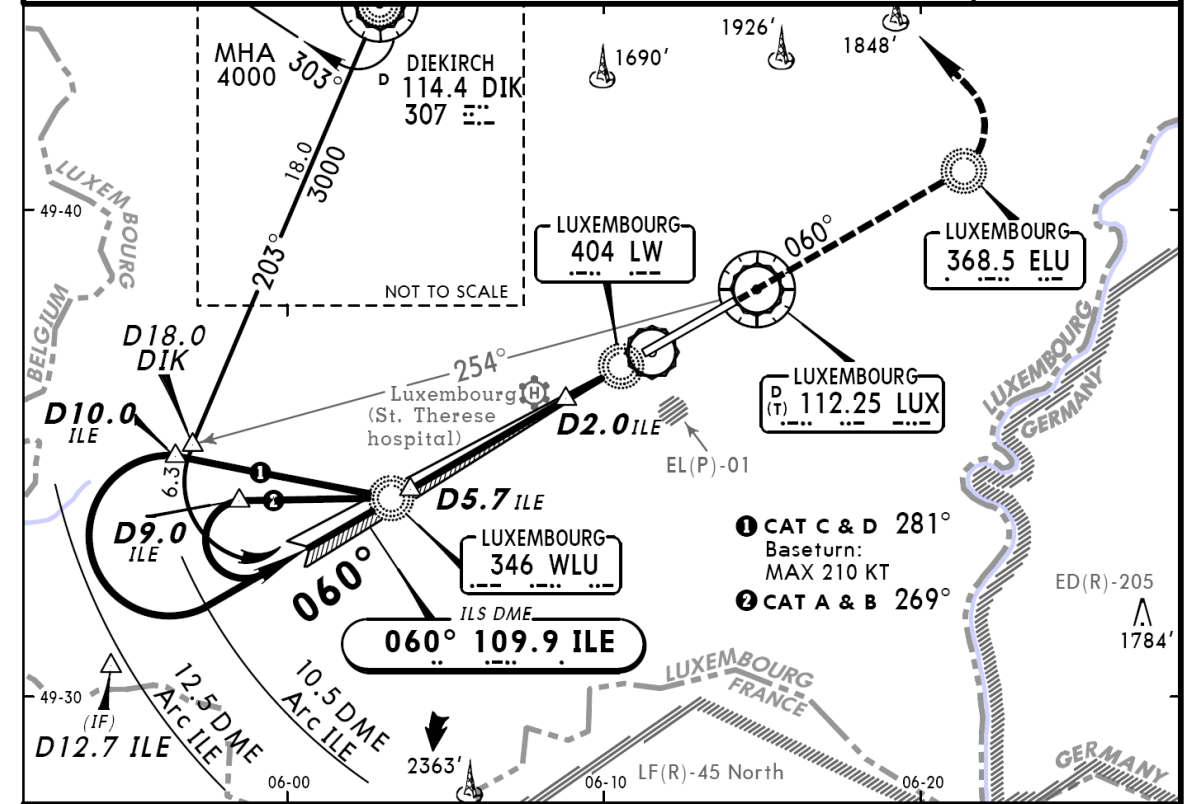 MHA
4000
303°
D
DIEKIRCH
114.4 DIK
307
1690'
1926'
1848'
18.0
3000
203°
NOT TO SCALE
LUXEMBOURG
BELGIUM
49-40
LUXEMBOURG
404 LW
060°
LUXEMBOURG
368.5 ELU
D18.0
DIK
254°
Luxembourg
(St. Therese
hospital)
H
D
(T)
LUXEMBOURG
112.25 LUX
LUXEMBOURG
GERMANY
D10.0
ILE
6.3
1
2
D2.0 ILE
EL(P)-01
D5.7 ILE
D9.0
ILE
LUXEMBOURG
346 WLU
060°
ILS DME
060° 109.9 ILE
1 CAT C & D 281°
Baseturn:
MAX 210 KT
2 CAT A & B 269°
ED(R)-205
1784'
49-30
(IF)
D12.7 ILE
12.5 DME
Arc ILE
10.5 DME
Arc ILE
2363'
LUXEMBOURG
FRANCE
LF(R)-45 North
GERMANY
06-00
06-10
06-20